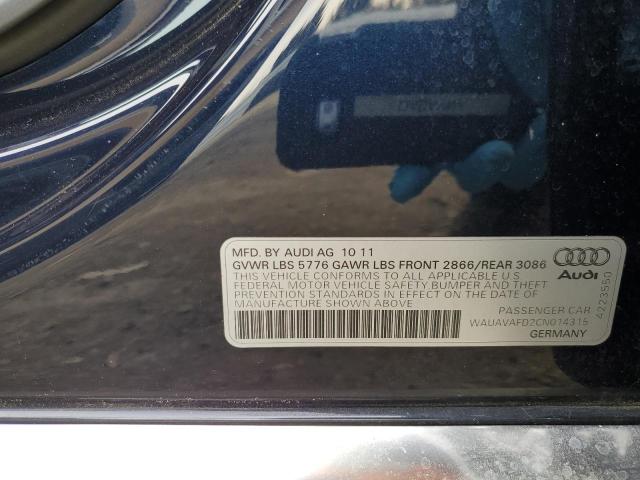 MFD. BY AUDI AG 10 11
GVWR LBS 5776 GAWR LBS FRONT 2866/REAR 3086
THIS VEHICLE CONFORMS TO ALL APPLICABLE U.S
FEDERAL MOTOR VEHICLE SAFETY, BUMPER AND THEFT
PREVENTION STANDARDS IN EFFECT ON THE DATE OF
MANUFACTURE SHOWN ABOVE
Audi
4223550
PASSENGER CAR
WAUAVAFD2CN014315
GERMANY